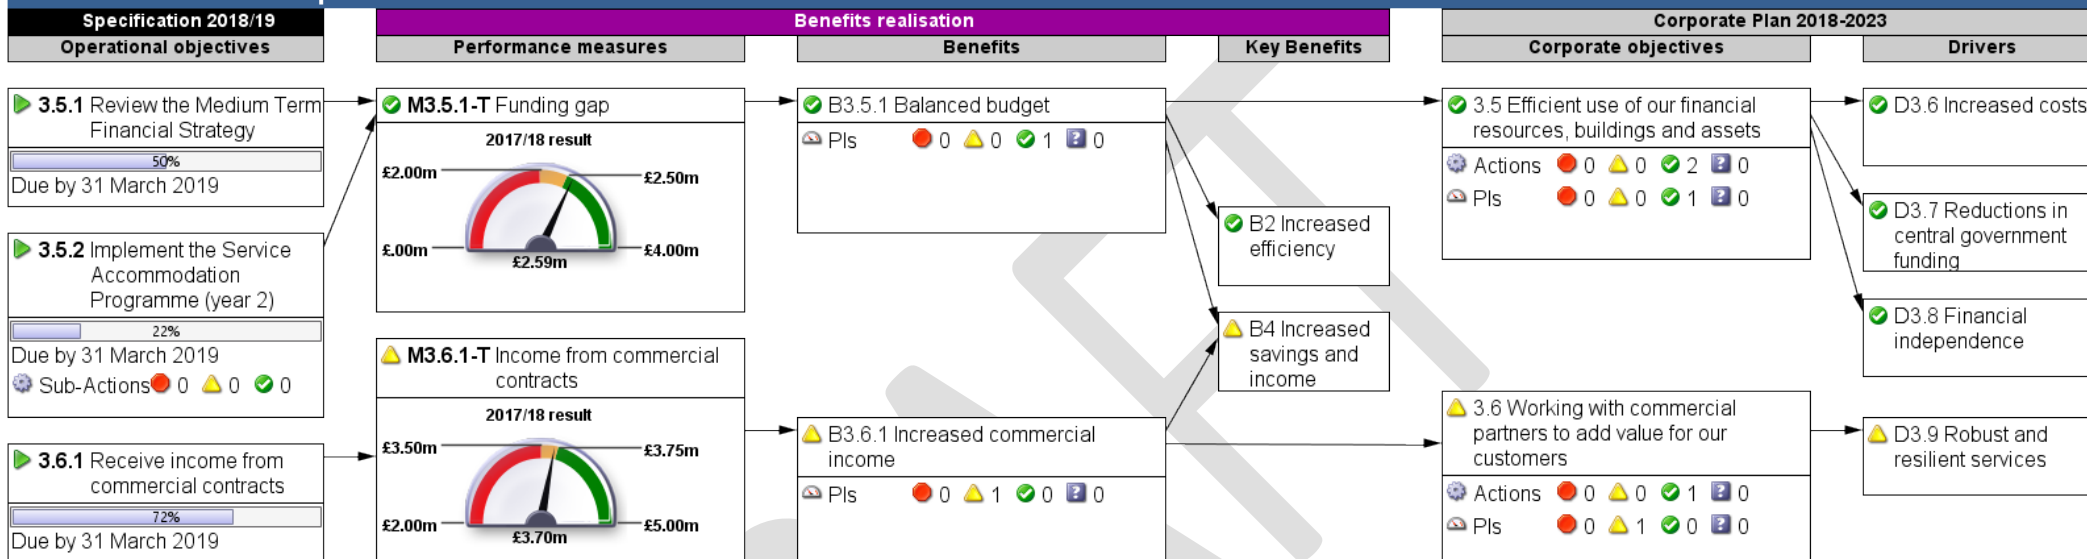 Specification 2018/19
Operational objectives
3.5.1 Review the Medium Term
Financial Strategy
50%
Due by 31 March 2019
3.5.2 Implement the Service
Accommodation
Programme (year 2)
22%
Due by 31 March 2019
Sub-Actions 0 0 0
3.6.1 Receive income from
commercial contracts
72%
Due by 31 March 2019
Benefits realisation
Performance measures
M3.5.1-T Funding gap
2017/18 result
£2.00m
£2.50m
£.00m
£4.00m
£2.59m
M3.6.1-T Income from commercial
contracts
2017/18 result
£3.50m
£3.75m
£2.00m
£5.00m
£3.70m
Benefits
B3.5.1 Balanced budget
PIs 0 0 1 ? 0
B3.6.1 Increased commercial
income
PIs 0 1 0 ? 0
Key Benefits
B2 Increased
efficiency
B4 Increased
savings and
income
Corporate Plan 2018-2023
Corporate objectives
3.5 Efficient use of our financial
resources, buildings and assets
Actions 0 0 2 ? 0
PIs 0 0 1 ? 0
3.6 Working with commercial
partners to add value for our
customers
Actions 0 0 1 ? 0
PIs 0 1 0 ? 0
Drivers
D3.6 Increased costs
D3.7 Reductions in
central government
funding
D3.8 Financial
independence
D3.9 Robust and
resilient services